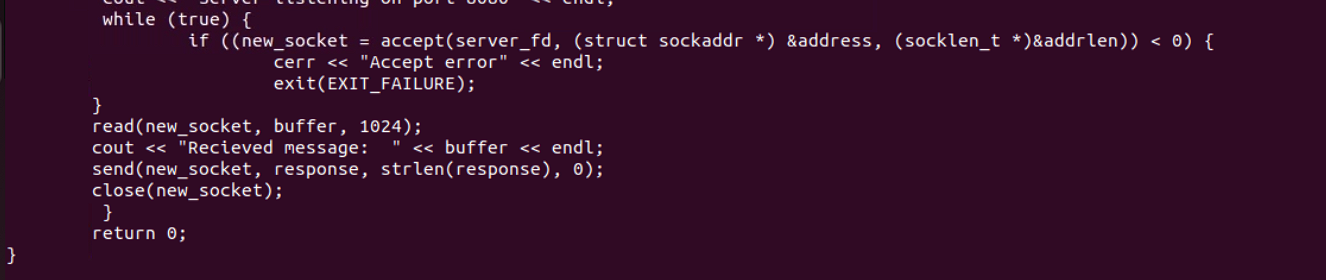 while (true) {
if ((new_socket = accept(server_fd, (struct sockaddr *) &address, (socklen_t *)&addrlen)) < 0) {
cerr << "Accept error" << endl;
exit(EXIT_FAILURE);
}
read(new_socket, buffer, 1024);
cout << "Recieved message:  " << buffer << endl;
send(new_socket, response, strlen(response), 0);
close(new_socket);
}
return 0;
}